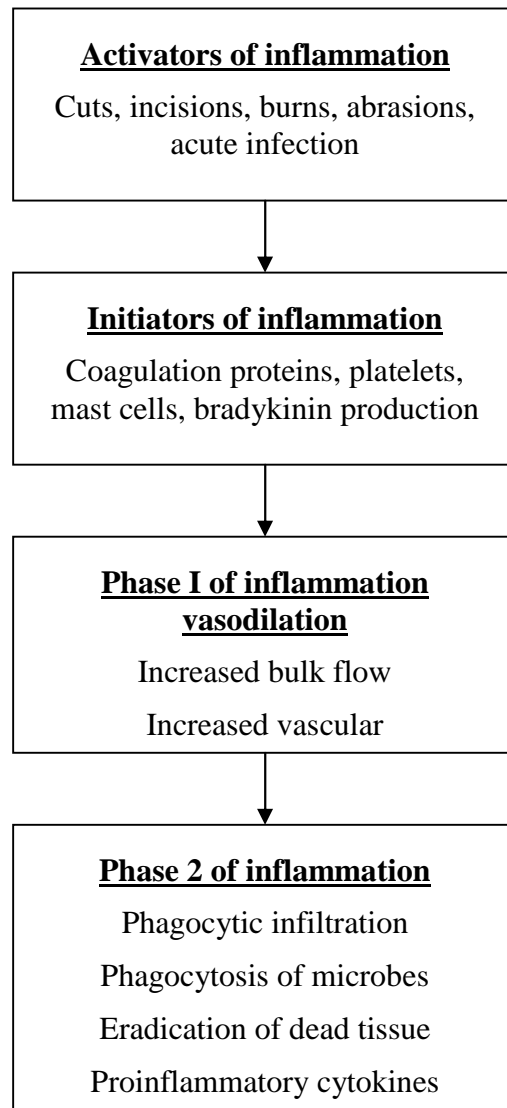 Activators of inflammation
Cuts, incisions, burns, abrasions,
acute infection
Initiators of inflammation
Coagulation proteins, platelets,
mast cells, bradykinin production
Phase I of inflammation
vasodilation
Increased bulk flow
Increased vascular
Phase 2 of inflammation
Phagocytic infiltration
Phagocytosis of microbes
Eradication of dead tissue
Proinflammatory cytokines